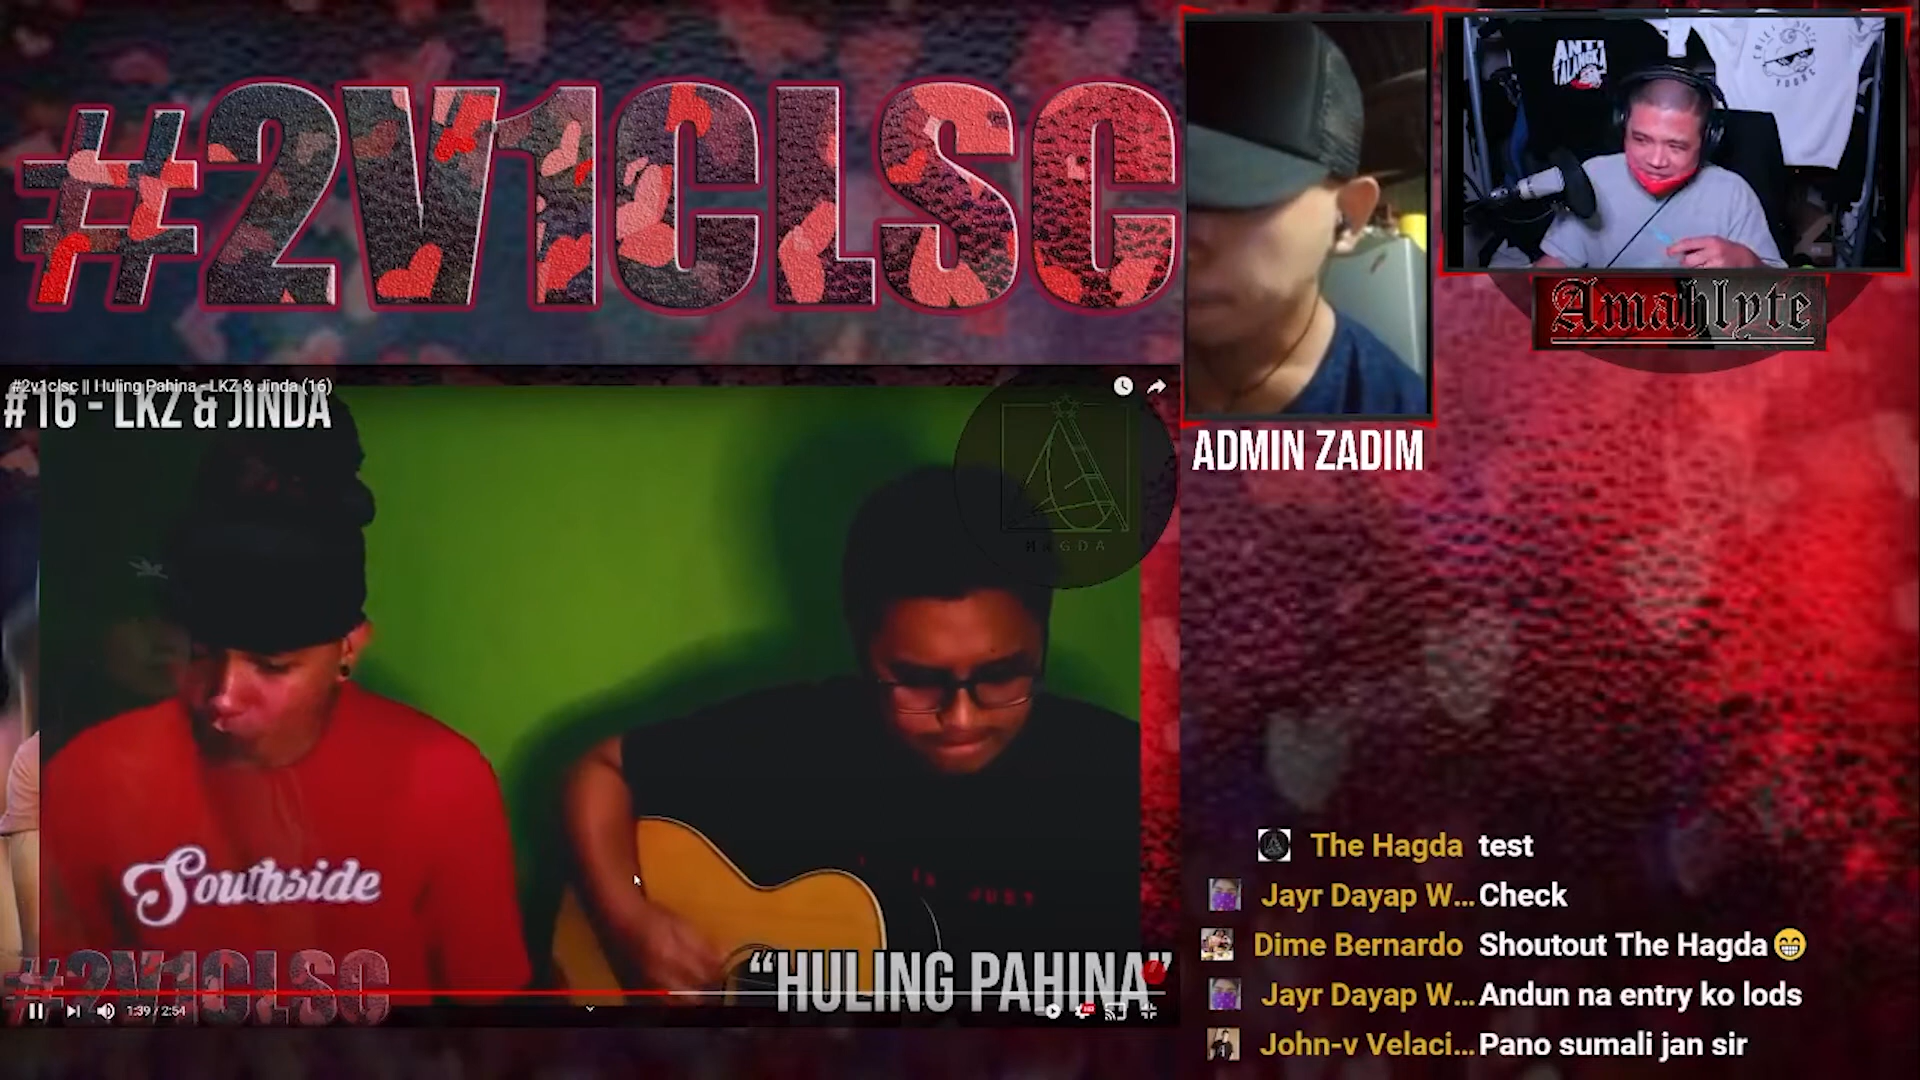 #2V1CLSC
ANTI
TALANGKA
Amahlyte
ADMIN ZADIM
#2v1clsc || Huling Pahina - LKZ & Jinda (16)
#16 - LKZ & JINDA
HAGDA
Southside
#2V1CLSC
“HULING PAHINA”
1:39 / 2:54
The Hagda test
Jayr Dayap W... Check
Dime Bernardo Shoutout The Hagda😁
Jayr Dayap W... Andun na entry ko lods
John-v Velaci... Pano sumali jan sir